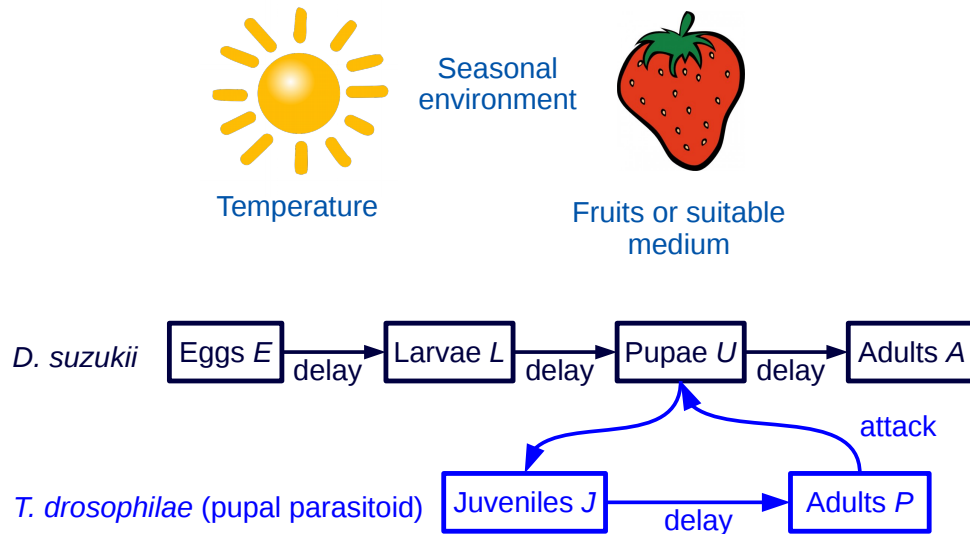 Seasonal
environment
Temperature
Fruits or suitable
medium
D. suzukii
Eggs E
delay
Larvae L
delay
Pupae U
delay
Adults A
attack
T. drosophilae (pupal parasitoid)
Juveniles J
delay
Adults P